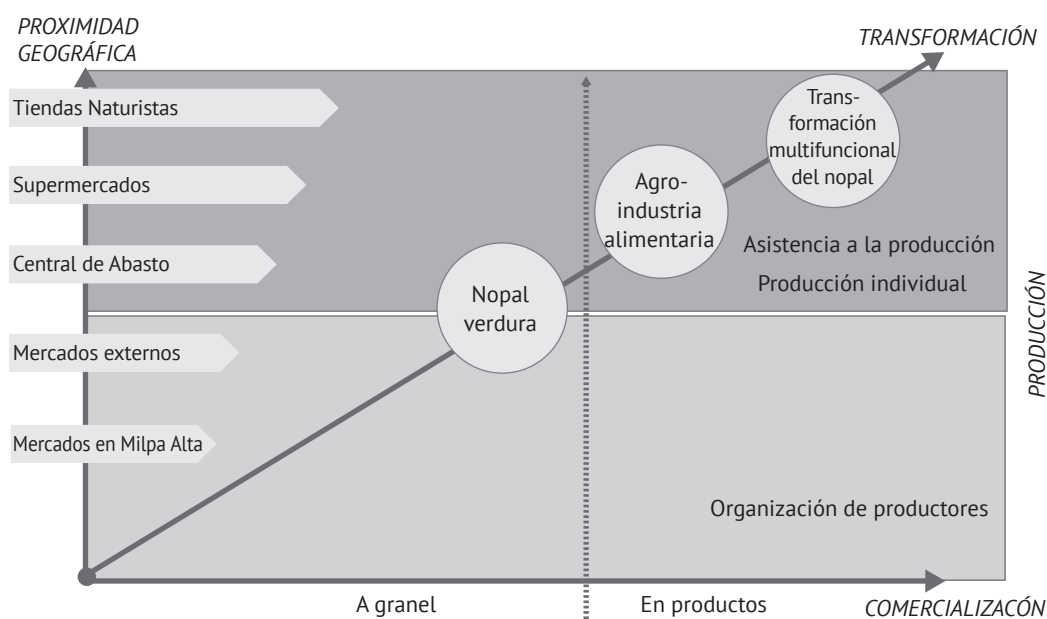 PROXIMIDAD
GEOGRÁFICA
TRANSFORMACIÓN
Tiendas Naturistas
Supermercados
Central de Abasto
Mercados externos
Mercados en Milpa Alta
Nopal
verdura
Agro-
industria
alimentaria
Trans-
formación
multifuncional
del nopal
Asistencia a la producción
Producción individual
PRODUCCIÓN
Organización de productores
A granel
En productos
COMERCIALIZACÓN